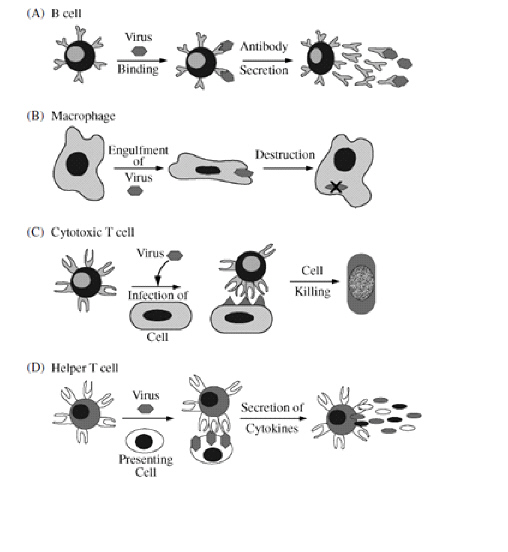 (A) B cell
Virus
Binding
Antibody
Secretion
(B) Macrophage
Engulfment
of
Virus
Destruction
(C) Cytotoxic T cell
Virus
Infection of
Cell
Cell
Killing
(D) Helper T cell
Virus
Presenting
Cell
Secretion of
Cytokines